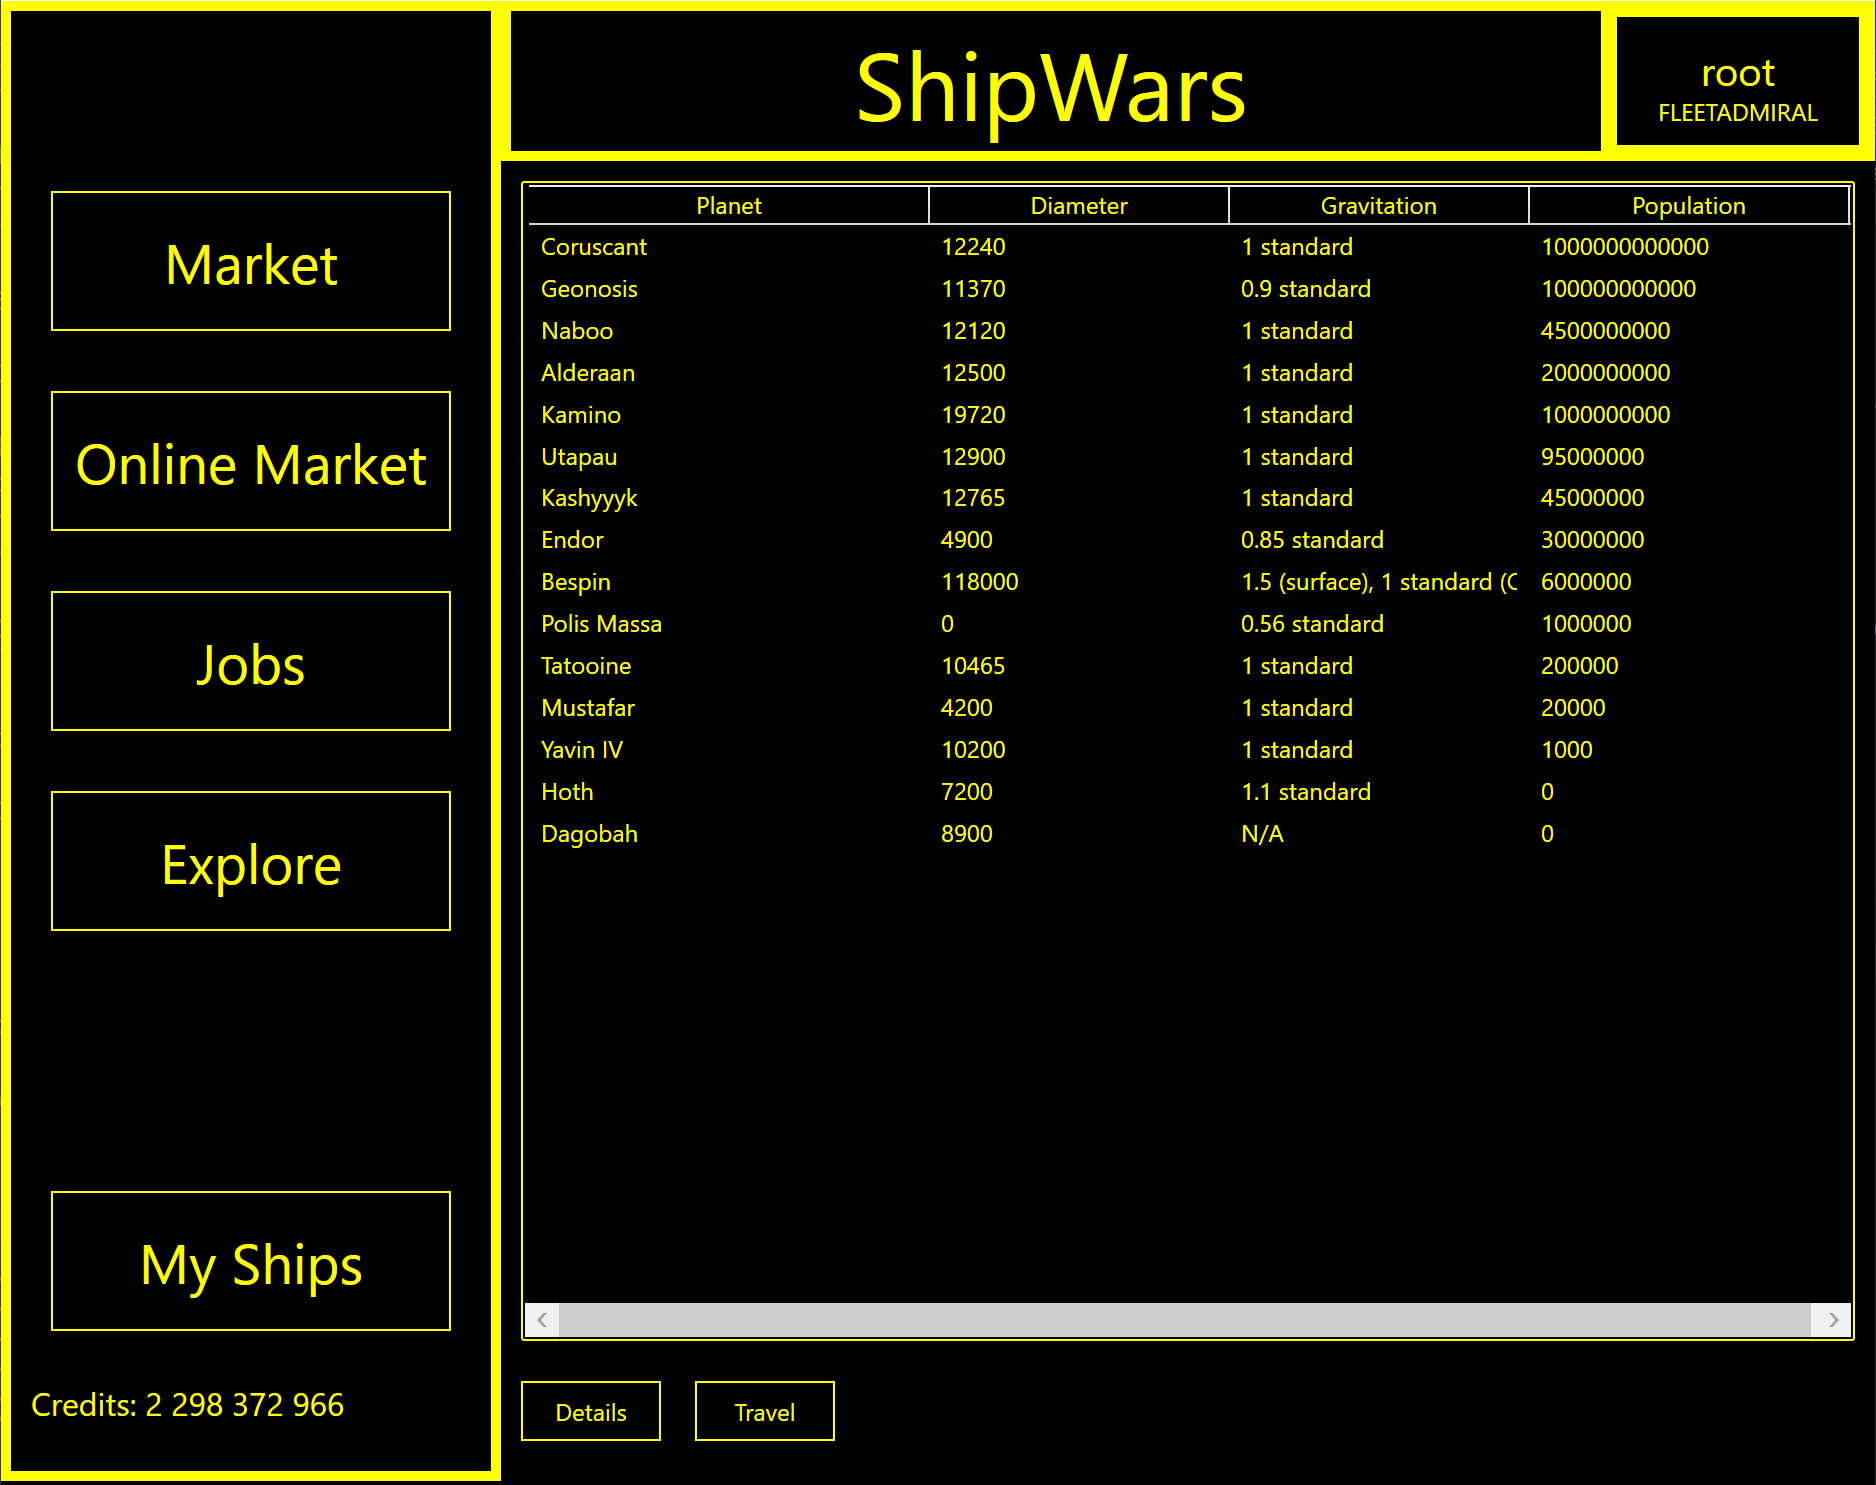 ShipWars
root
FLEETADMIRAL
Market
Online Market
Jobs
Explore
My Ships
Credits: 2 298 372 966
Planet Diameter Gravitation Population
Coruscant 12240 1 standard 1000000000000
Geonosis 11370 0.9 standard 100000000000
Naboo 12120 1 standard 4500000000
Alderaan 12500 1 standard 2000000000
Kamino 19720 1 standard 1000000000
Utapau 12900 1 standard 95000000
Kashyyyk 12765 1 standard 45000000
Endor 4900 0.85 standard 30000000
Bespin 118000 1.5 (surface), 1 standard (C 6000000
Polis Massa 0 0.56 standard 1000000
Tatooine 10465 1 standard 200000
Mustafar 4200 1 standard 20000
Yavin IV 10200 1 standard 1000
Hoth 7200 1.1 standard 0
Dagobah 8900 N/A 0
Details
Travel